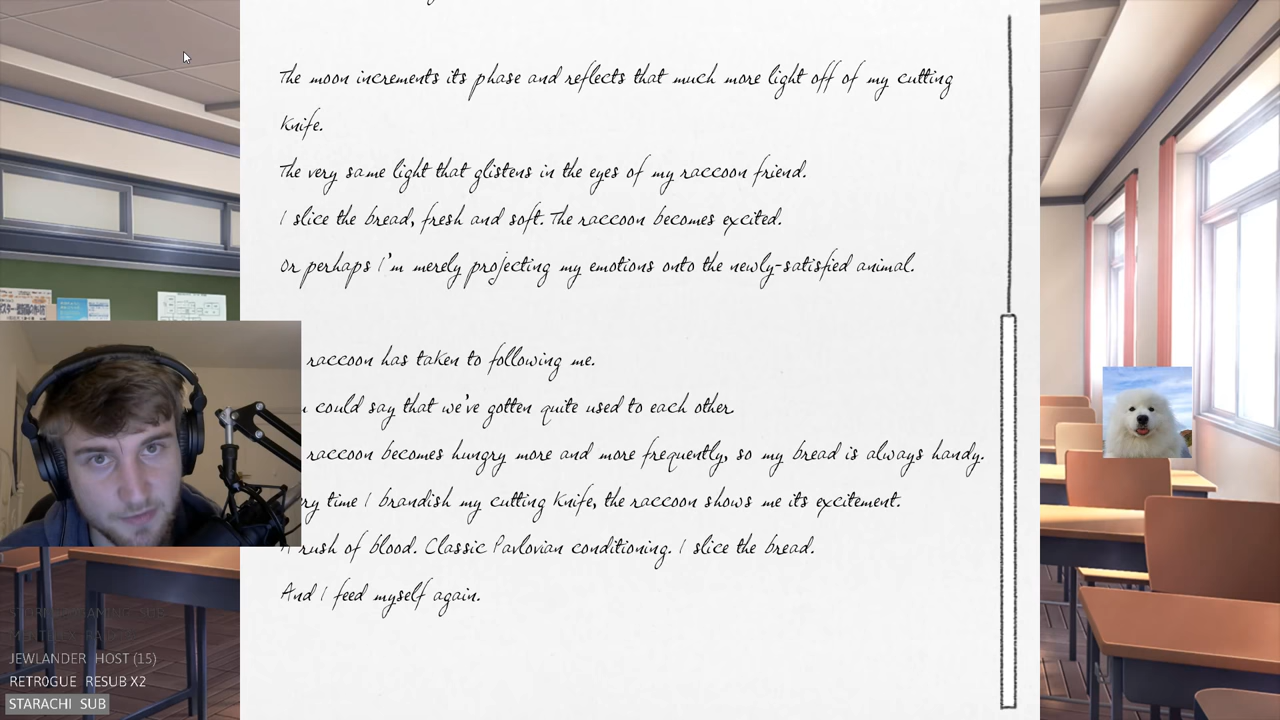 The moon increments its phase and reflects that much more light off of my cutting
knife.
The very same light that glistens in the eyes of my raccoon friend.
I slice the bread, fresh and soft. The raccoon becomes excited.
Or perhaps I'm merely projecting my emotions onto the newly-satisfied animal.
raccoon has taken to following me.
could say that we've gotten quite used to each other
raccoon becomes hungry more and more frequently, so my bread is always handy.
time I brandish my cutting knife, the raccoon shows me its excitement.
A rush of blood. Classic Pavlovian conditioning. I slice the bread.
And I feed myself again.
JEWLANDER HOST (15)
RETR0GUE RESUB X2
STARACHI SUB